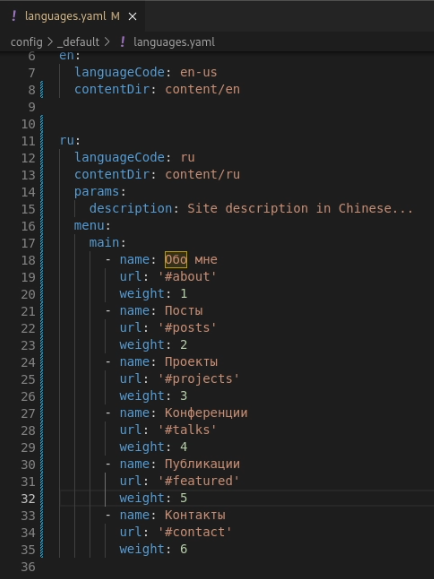 languages.yaml M
config > _default > languages.yaml
6 en:
7 languageCode: en-us
8 contentDir: content/en
9
10
11 ru:
12 languageCode: ru
13 contentDir: content/ru
14 params:
15 description: Site description in Chinese...
16 menu:
17 main:
18 - name: Обо мне
19 url: '#about'
20 weight: 1
21 - name: Посты
22 url: '#posts'
23 weight: 2
24 - name: Проекты
25 url: '#projects'
26 weight: 3
27 - name: Конференции
28 url: '#talks'
29 weight: 4
30 - name: Публикации
31 url: '#featured'
32 weight: 5
33 - name: Контакты
34 url: '#contact'
35 weight: 6
36